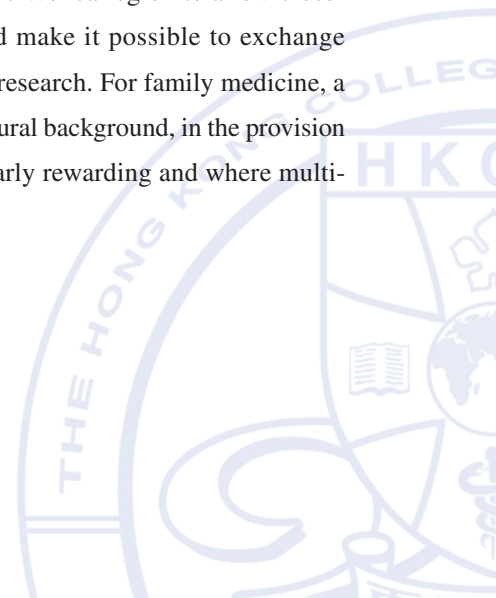 d make it possible to exchange
research. For family medicine, a
ural background, in the provision
arly rewarding and where multi-
THE HONG KONG COLLEG
HKC